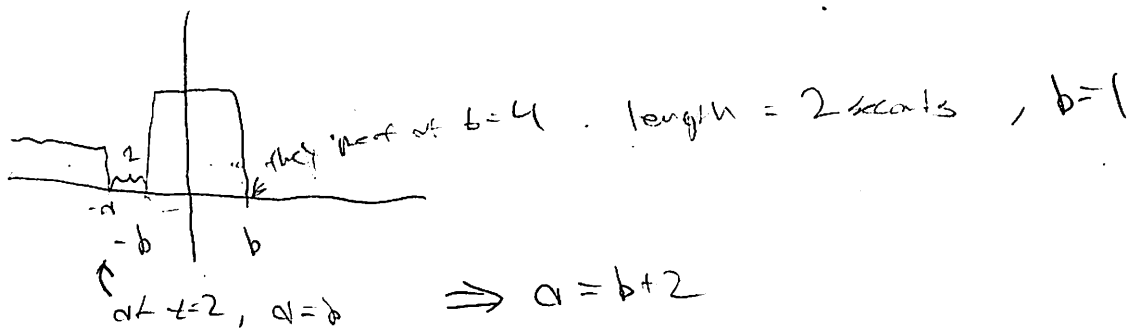 they meet at t=4 . length = 2 seconds , b=1
2
-a
-b b
at t=2, a=b ⇒ a = b+2